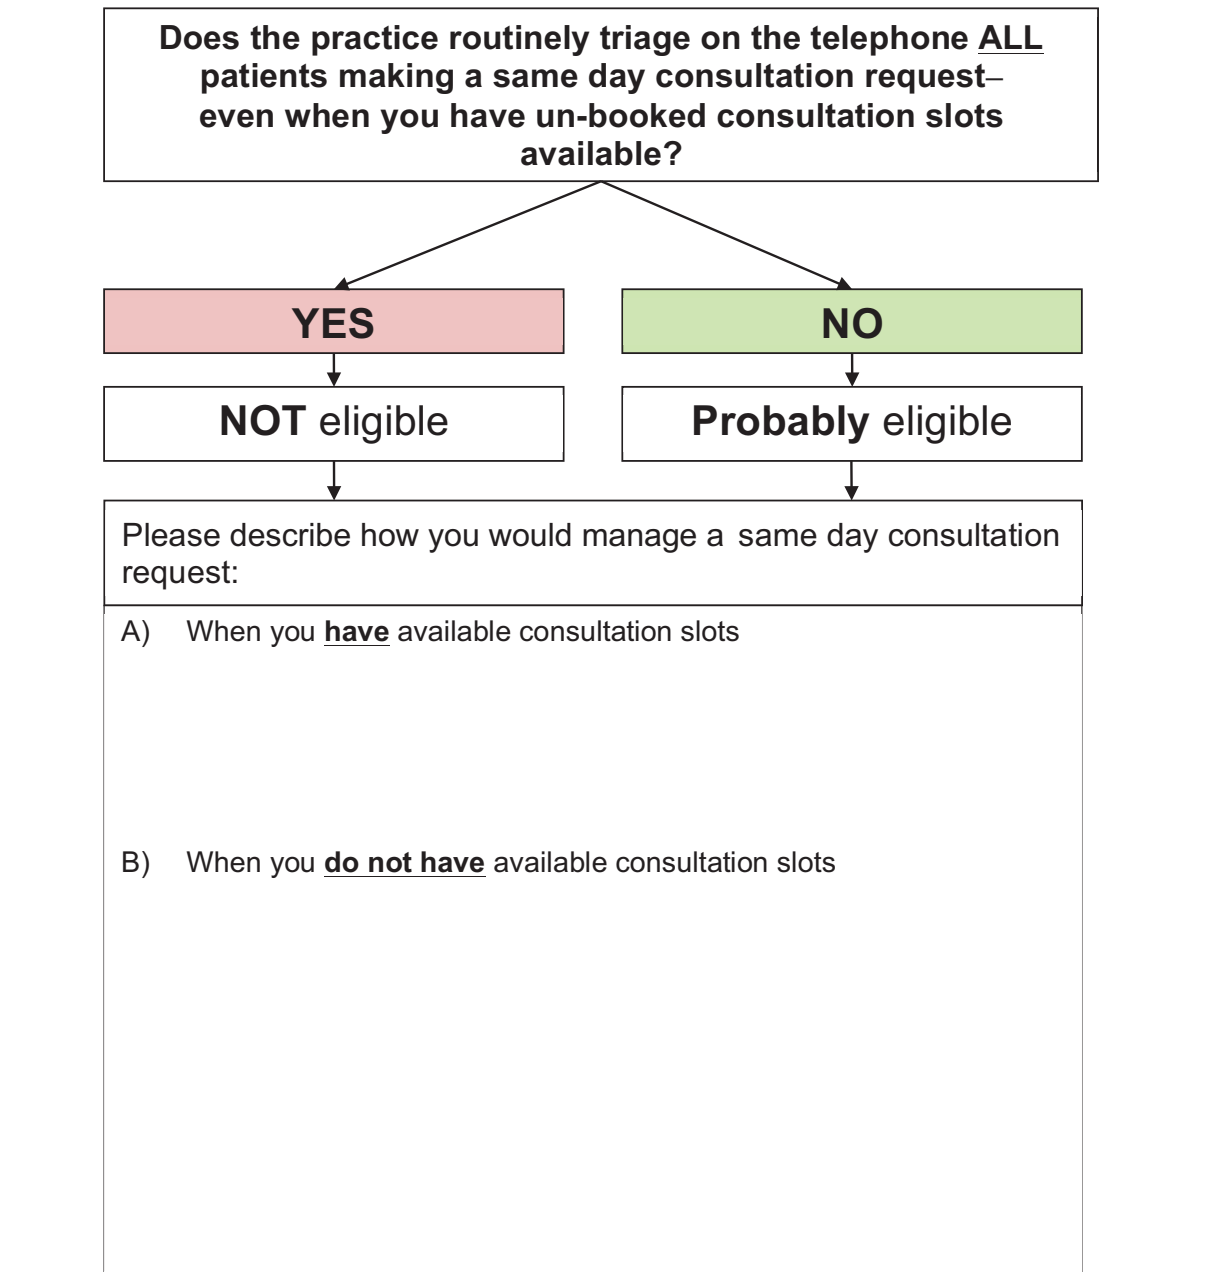 Does the practice routinely triage on the telephone ALL
patients making a same day consultation request–
even when you have un-booked consultation slots
available?
YES
NO
NOT eligible
Probably eligible
Please describe how you would manage a same day consultation
request:
A) When you have available consultation slots
B) When you do not have available consultation slots